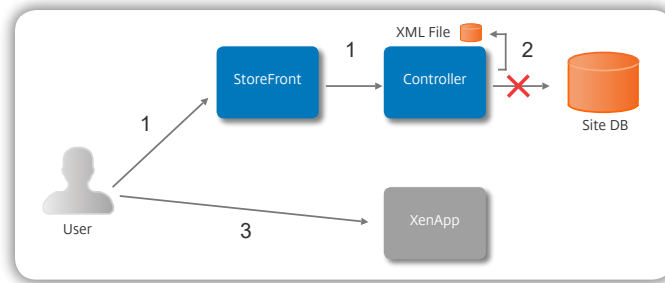 XML File
1
2
StoreFront
Controller
1
Site DB
User
3
XenApp